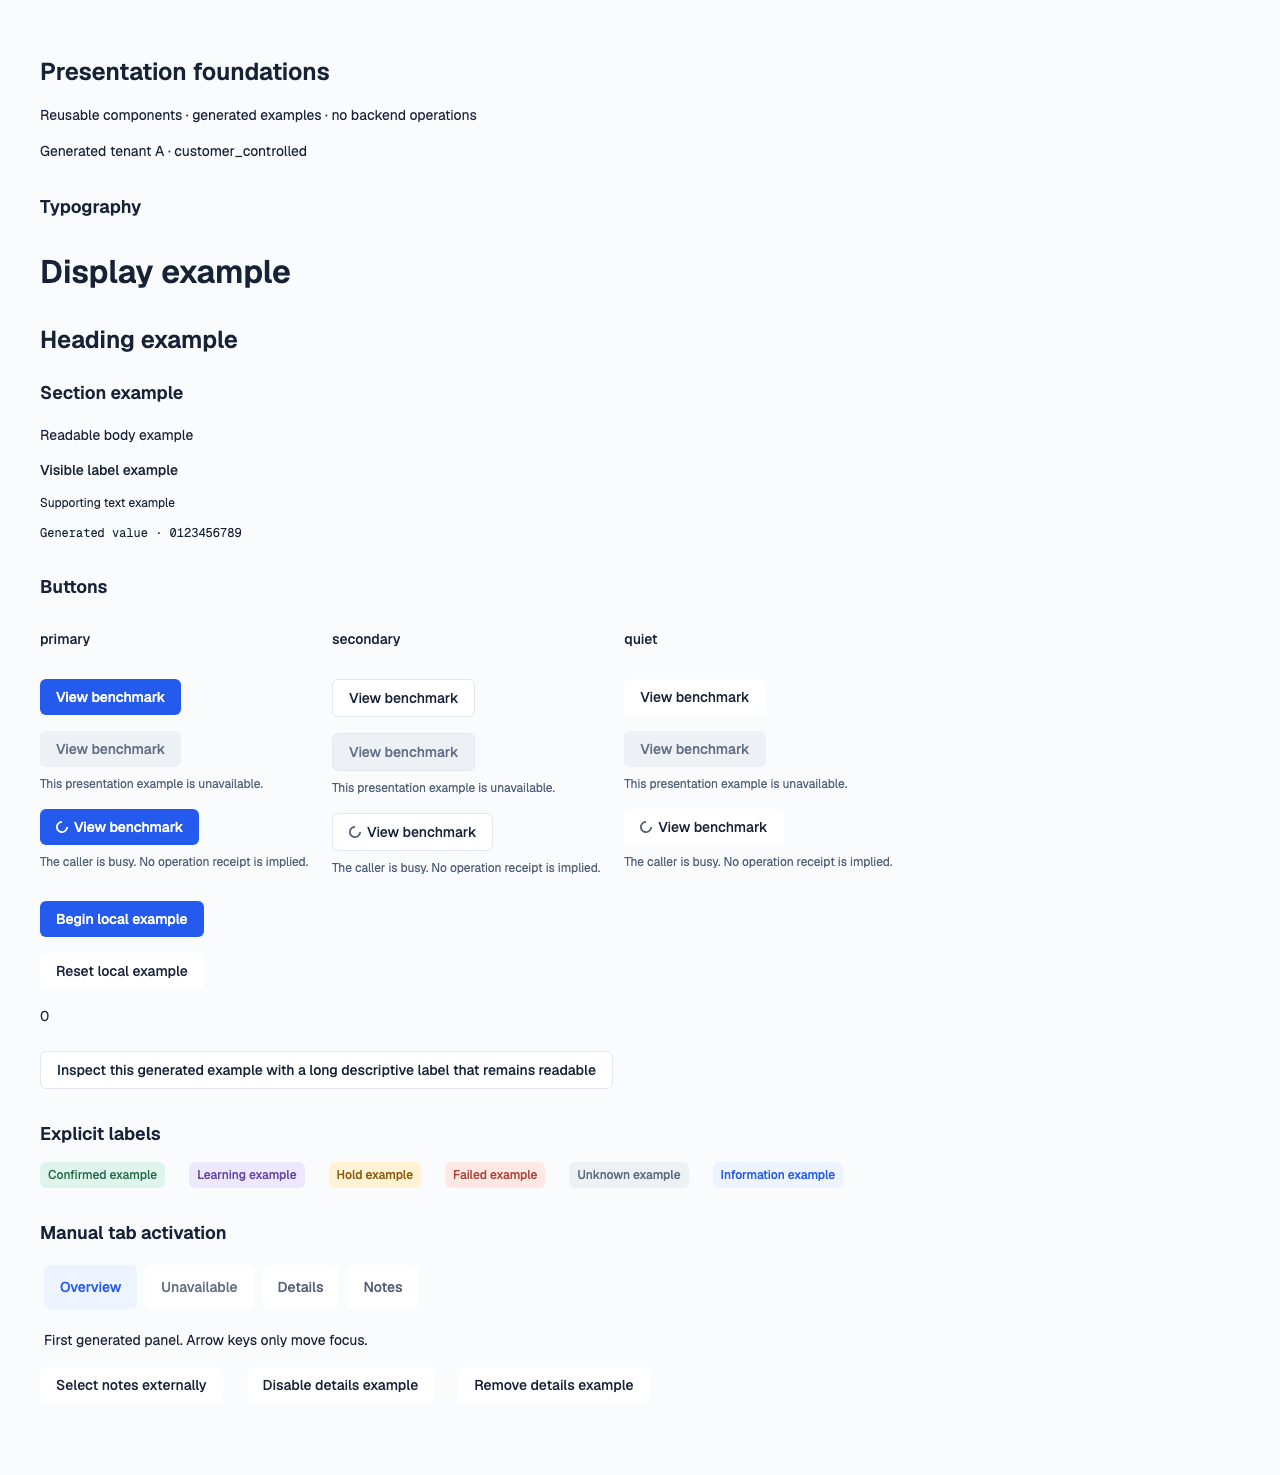 Presentation foundations
Reusable components · generated examples · no backend operations
Generated tenant A · customer_controlled
Typography
Display example
Heading example
Section example
Readable body example
Visible label example
Supporting text example
Generated value · 0123456789
Buttons
primary
secondary
quiet
View benchmark
View benchmark
View benchmark
View benchmark
View benchmark
View benchmark
This presentation example is unavailable.
This presentation example is unavailable.
This presentation example is unavailable.
View benchmark
View benchmark
View benchmark
The caller is busy. No operation receipt is implied.
The caller is busy. No operation receipt is implied.
The caller is busy. No operation receipt is implied.
Begin local example
Reset local example
0
Inspect this generated example with a long descriptive label that remains readable
Explicit labels
Confirmed example
Learning example
Hold example
Failed example
Unknown example
Information example
Manual tab activation
Overview
Unavailable
Details
Notes
First generated panel. Arrow keys only move focus.
Select notes externally
Disable details example
Remove details example